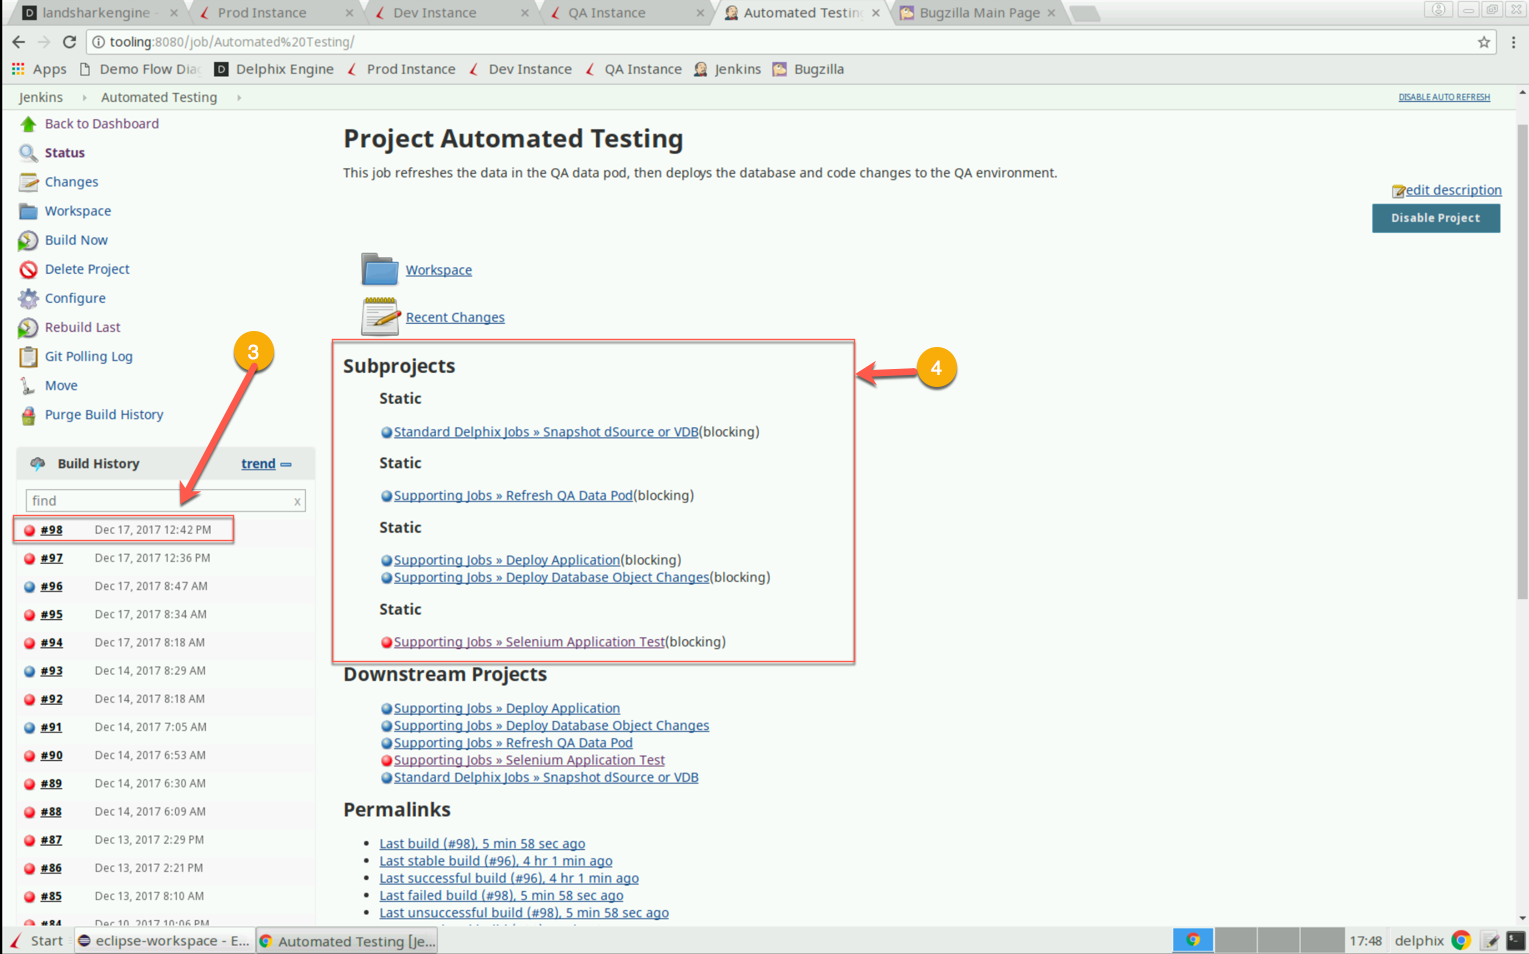 landsharkengine -
Prod Instance
Dev Instance
QA Instance
Automated Testin
Bugzilla Main Page
tooling:8080/job/Automated%20Testing/
Apps
Demo Flow Dia
Delphix Engine
Prod Instance
Dev Instance
QA Instance
Jenkins
Bugzilla
Jenkins
Automated Testing
DISABLE AUTO REFRESH
Back to Dashboard
Status
Changes
Workspace
Build Now
Delete Project
Configure
Rebuild Last
Git Polling Log
Move
Purge Build History
3
Build History
trend
find
x
#98 Dec 17, 2017 12:42 PM
#97 Dec 17, 2017 12:36 PM
#96 Dec 17, 2017 8:47 AM
#95 Dec 17, 2017 8:34 AM
#94 Dec 17, 2017 8:18 AM
#93 Dec 14, 2017 8:29 AM
#92 Dec 14, 2017 8:18 AM
#91 Dec 14, 2017 7:05 AM
#90 Dec 14, 2017 6:53 AM
#89 Dec 14, 2017 6:30 AM
#88 Dec 14, 2017 6:09 AM
#87 Dec 13, 2017 2:29 PM
#86 Dec 13, 2017 2:21 PM
#85 Dec 13, 2017 8:10 AM
#84 Dec 10, 2017 10:06 PM
Project Automated Testing
This job refreshes the data in the QA data pod, then deploys the database and code changes to the QA environment.
edit description
Disable Project
Workspace
Recent Changes
4
Subprojects
Static
Standard Delphix Jobs » Snapshot dSource or VDB(blocking)
Static
Supporting Jobs » Refresh QA Data Pod(blocking)
Static
Supporting Jobs » Deploy Application(blocking)
Supporting Jobs » Deploy Database Object Changes(blocking)
Static
Supporting Jobs » Selenium Application Test(blocking)
Downstream Projects
Supporting Jobs » Deploy Application
Supporting Jobs » Deploy Database Object Changes
Supporting Jobs » Refresh QA Data Pod
Supporting Jobs » Selenium Application Test
Standard Delphix Jobs » Snapshot dSource or VDB
Permalinks
Last build (#98), 5 min 58 sec ago
Last stable build (#96), 4 hr 1 min ago
Last successful build (#96), 4 hr 1 min ago
Last failed build (#98), 5 min 58 sec ago
Last unsuccessful build (#98), 5 min 58 sec ago
Start
eclipse-workspace - E...
Automated Testing [Je...
17:48
delphix